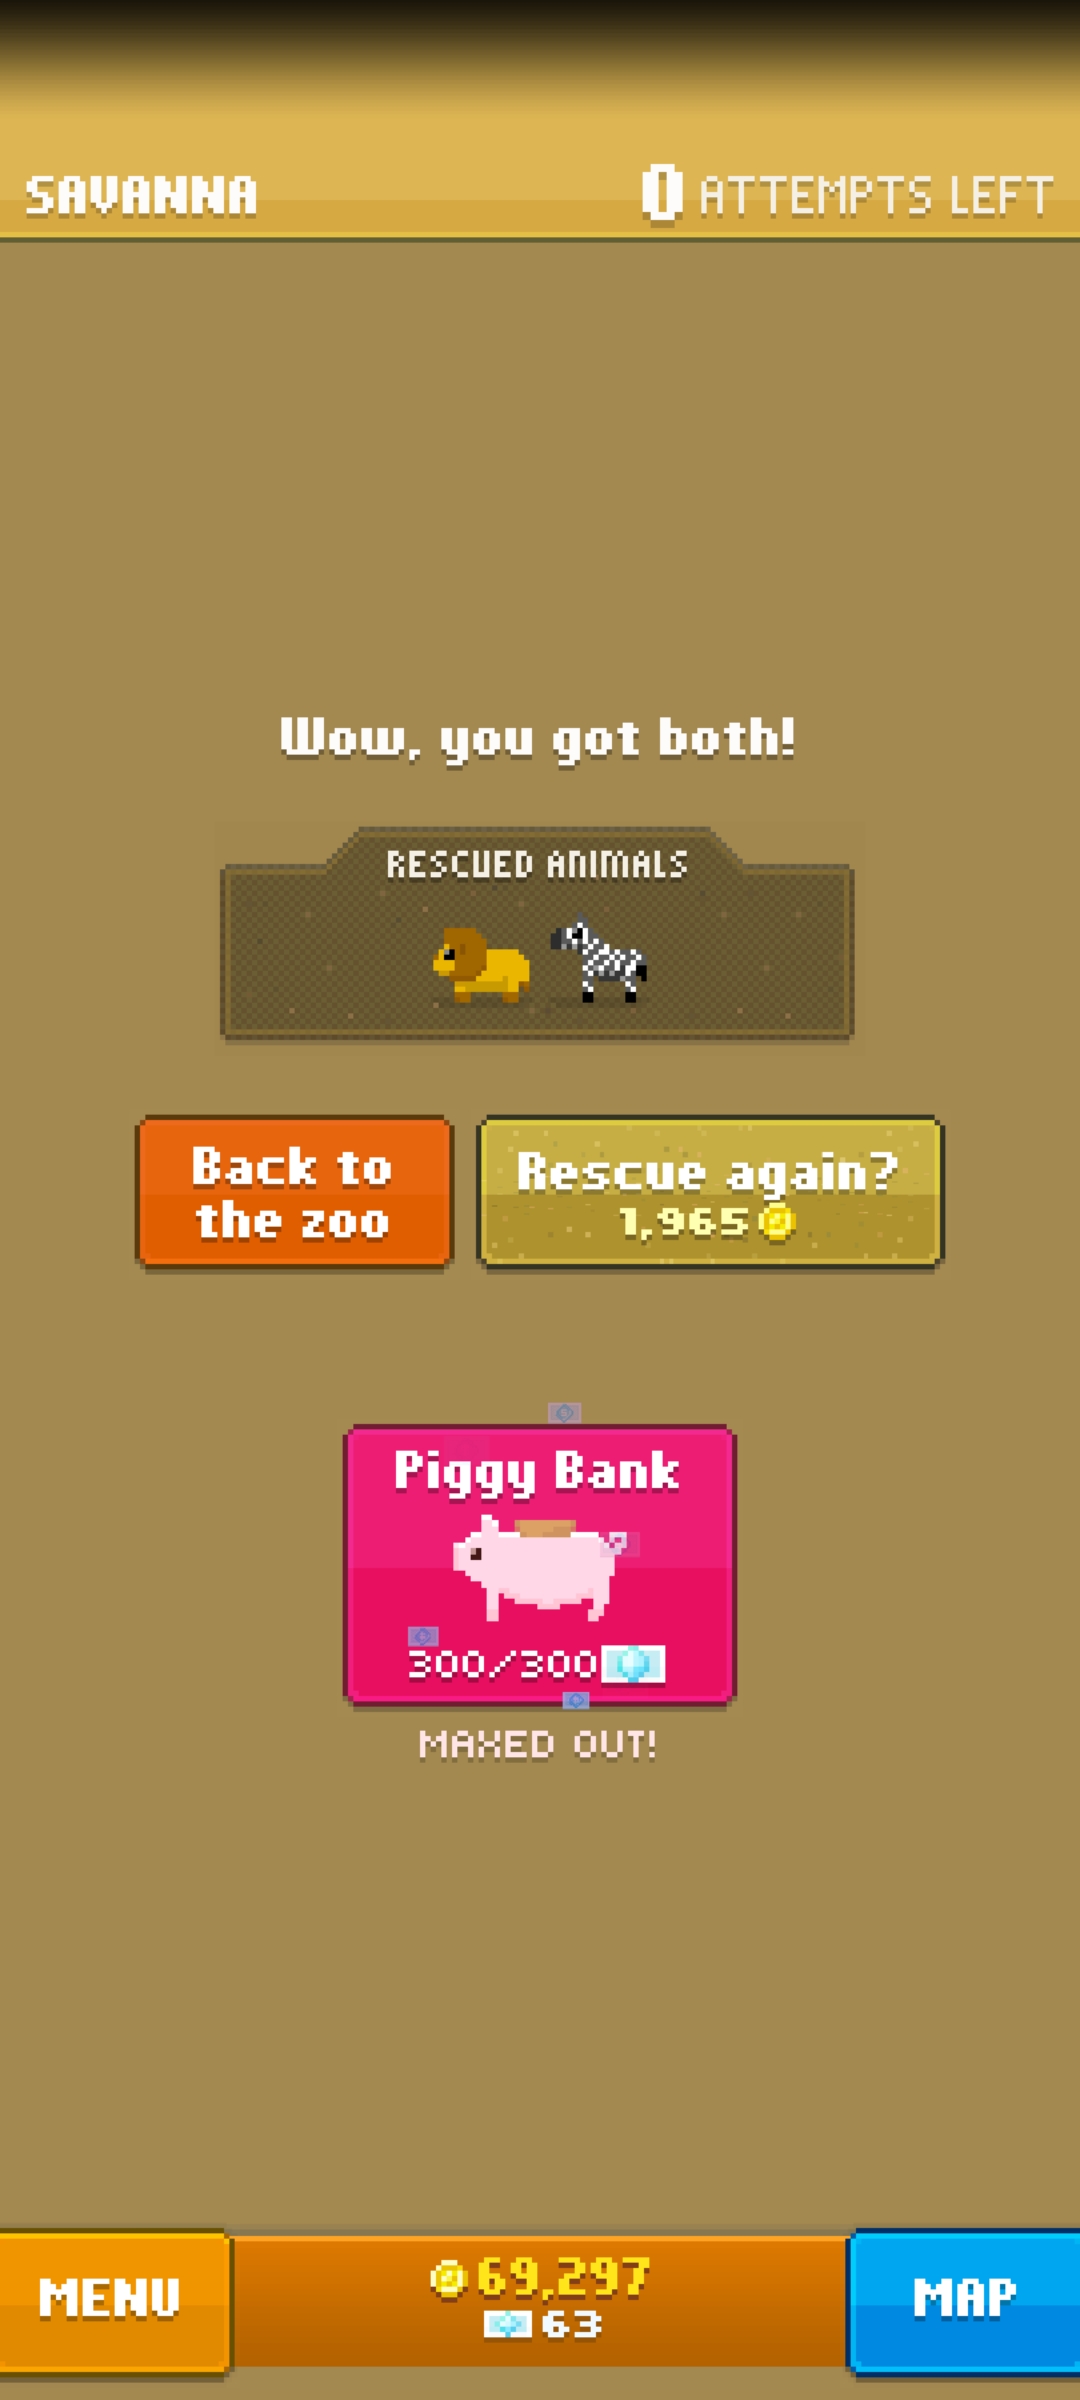 SAVANNA
0 ATTEMPTS LEFT
Wow, you got both!
RESCUED ANIMALS
Back to
the zoo
Rescue again?
1,965
Piggy Bank
300/300
MAXED OUT!
MENU
69,297
63
MAP